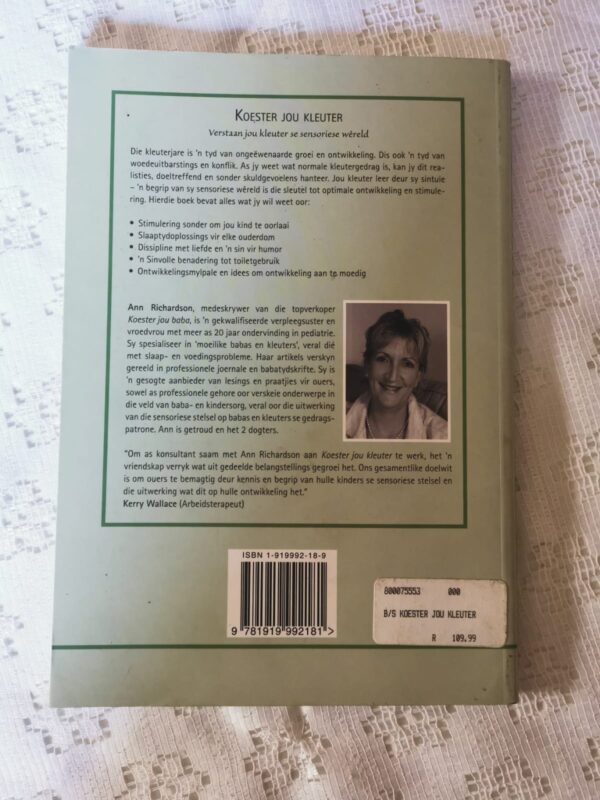 KOESTER JOU KLEUTER
Verstaan jou kleuter se sensoriese wêreld
Die kleuterjare is 'n tyd van ongeëwenaarde groei en ontwikkeling. Dis ook 'n tyd van
woedeuitbarstings en konflik. As jy weet wat normale kleutergedrag is, kan jy dit rea-
listies, doeltreffend en sonder skuldgevoelens hanteer. Jou kleuter leer deur sy sintuie
– 'n begrip van sy sensoriese wêreld is die sleutel tot optimale ontwikkeling en stimule-
ring. Hierdie boek bevat alles wat jy wil weet oor:
• Stimulering sonder om jou kind te oorlaai
• Slaaptydoplossings vir elke ouderdom
• Dissipline met liefde en 'n sin vir humor
• 'n Sinvolle benadering tot toiletgebruik
• Ontwikkelingsmylpale en idees om ontwikkeling aan te moedig
Ann Richardson, medeskrywer van die topverkoper
Koester jou baba, is 'n gekwalifiseerde verpleegsuster en
vroedvrou met meer as 20 jaar ondervinding in pediatrie.
Sy spesialiseer in 'moeilike babas en kleuters', veral dié
met slaap- en voedingsprobleme. Haar artikels verskyn
gereeld in professionele joernale en babatydskrifte. Sy is
'n gesogte aanbieder van lesings en praatjies vir ouers,
sowel as professionele gehore oor verskeie onderwerpe in
die veld van baba- en kindersorg, veral oor die uitwerking
van die sensoriese stelsel op babas en kleuters se gedrags-
patrone. Ann is getroud en het 2 dogters.
"Om as konsultant saam met Ann Richardson aan Koester jou kleuter te werk, het 'n
vriendskap verryk wat uit gedeelde belangstellings gegroei het. Ons gesamentlike doelwit
is om ouers te bemagtig deur kennis en begrip van hulle kinders se sensoriese stelsel en
die uitwerking wat dit op hulle ontwikkeling het."
Kerry Wallace (Arbeidsterapeut)
ISBN 1-919992-18-9
9 781919 992181 >
800075553 000
B/S KOESTER JOU KLEUTER
R 109.99